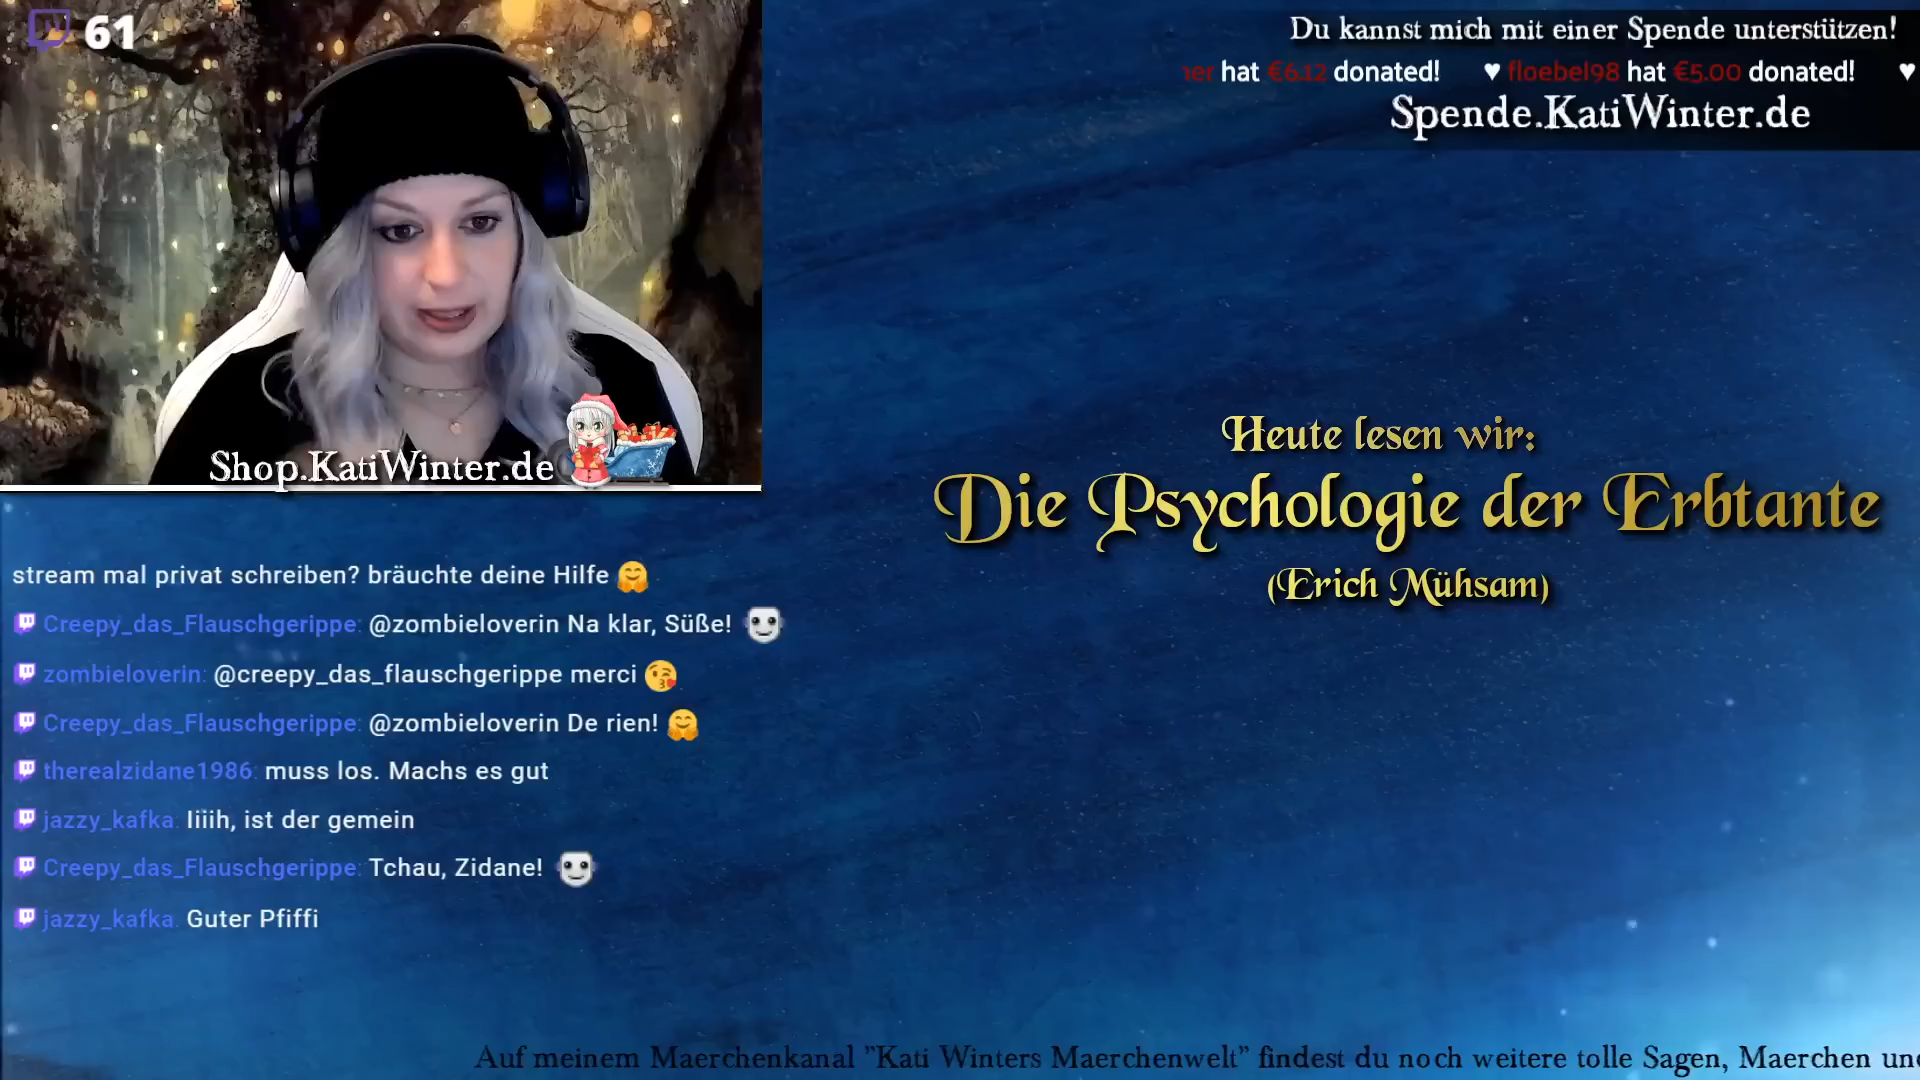 61
Du kannst mich mit einer Spende unterstützen!
hat €6.12 donated! ♥ floebel98 hat €5.00 donated! ♥
Spende.KatiWinter.de
Shop.KatiWinter.de
Heute lesen wir:
Die Psychologie der Erbtante
(Erich Mühsam)
stream mal privat schreiben? bräuchte deine Hilfe 🤗
Creepy_das_Flauschgerippe: @zombieloverin Na klar, Süße!
zombieloverin: @creepy_das_flauschgerippe merci 😘
Creepy_das_Flauschgerippe: @zombieloverin De rien! 🤗
therealzidane1986: muss los. Machs es gut
jazzy_kafka: Iiiih, ist der gemein
Creepy_das_Flauschgerippe: Tchau, Zidane!
jazzy_kafka: Guter Pfiffi
Auf meinem Maerchenkanal "Kati Winters Maerchenwelt" findest du noch weitere tolle Sagen, Maerchen